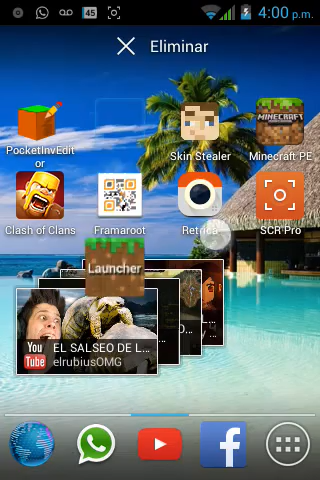 45
4:00 p.m.
Eliminar
PocketInvEdit
or
Skin Stealer
MINECRAFT
Minecraft PE
Clash of Clans
Framaroot
Retrica
SCR Pro
Launcher
You
Tube
EL SALSEO DE L...
elrubiusOMG
f